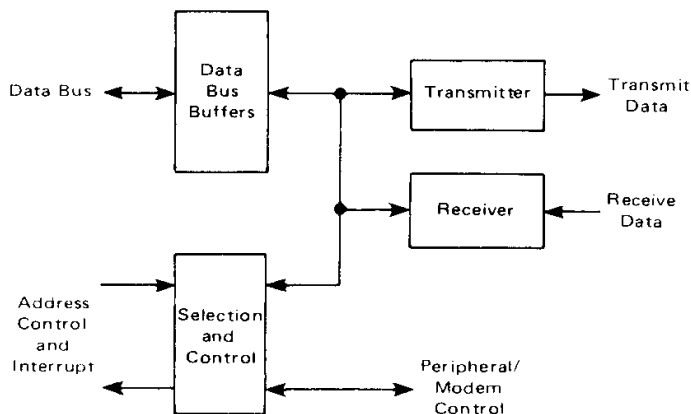 Data Bus
Data
Bus
Buffers
Transmitter
Transmit
Data
Receiver
Receive
Data
Address
Control
and
Interrupt
Selection
and
Control
Peripheral/
Modem
Control